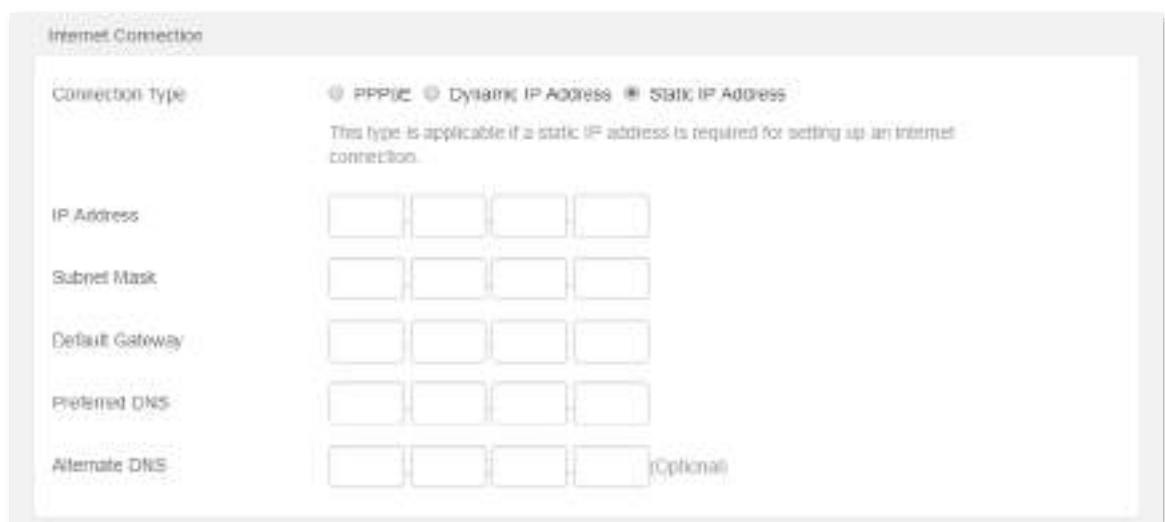 Internet Connection
Connection Type PPPoE Dynamic IP Address Static IP Address
This type is applicable if a static IP address is required for setting up an Internet
connection.
IP Address
Subnet Mask
Default Gateway
Preferred DNS
Alternate DNS (Optional)